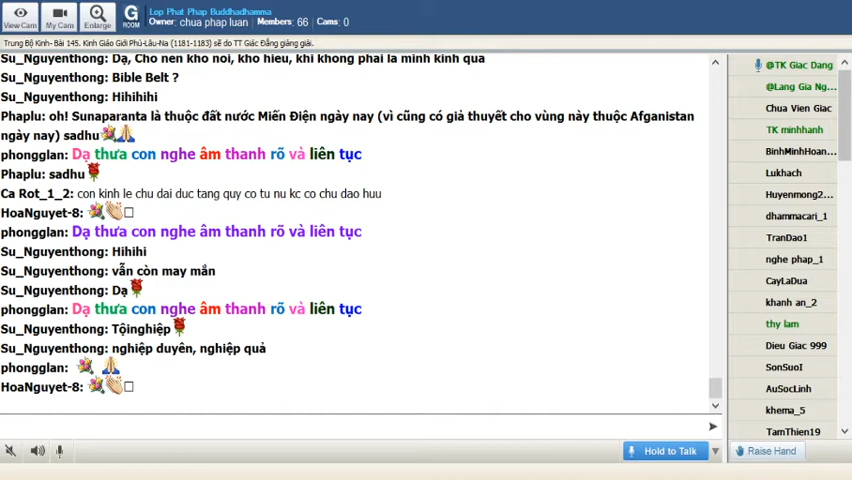 Lop Phat Phap Buddhadhamma
Owner: chua phap luan   Members: 66   Cams: 0
View Cam   My Cam   Enlarge   G ROOM
Trung Bộ Kinh- Bài 145. Kinh Giáo Giới Phú-Lâu-Na (1181-1183) sẽ do TT Giác Đẳng giảng giải.
Su_Nguyenthong: Dạ, Cho nên khó nói, khó hiểu, khi không phải là mình kinh qua
Su_Nguyenthong: Bible Belt ?
Su_Nguyenthong: Hihihihi
Phaplu: oh! Sunaparanta là thuộc đất nước Miến Điện ngày nay (vì cũng có giả thuyết cho vùng này thuộc Afganistan
ngày nay) sadhu
phongglan: Dạ thưa con nghe âm thanh rõ và liên tục
Phaplu: sadhu
Ca Rot_1_2: con kinh le chu dai duc tang quy co tu nu kc co chu dao huu
HoaNguyet-8:
phongglan: Dạ thưa con nghe âm thanh rõ và liên tục
Su_Nguyenthong: Hihihi
Su_Nguyenthong: vẫn còn may mắn
Su_Nguyenthong: Dạ
phongglan: Dạ thưa con nghe âm thanh rõ và liên tục
Su_Nguyenthong: Tộinghiệp
Su_Nguyenthong: nghiệp duyên, nghiệp quả
phongglan:
HoaNguyet-8:
Hold to Talk
@TK Giac Dang
@Lang Gia Ng...
Chua Vien Giac
TK minhhanh
BinhMinhHoan...
Lukhach
Huyenmong2...
dhammacari_1
TranDao1
nghe phap_1
CayLaDua
khanh an_2
thy lam
Dieu Giac 999
SonSuoI
AuSocLinh
khema_5
TamThien19
Raise Hand